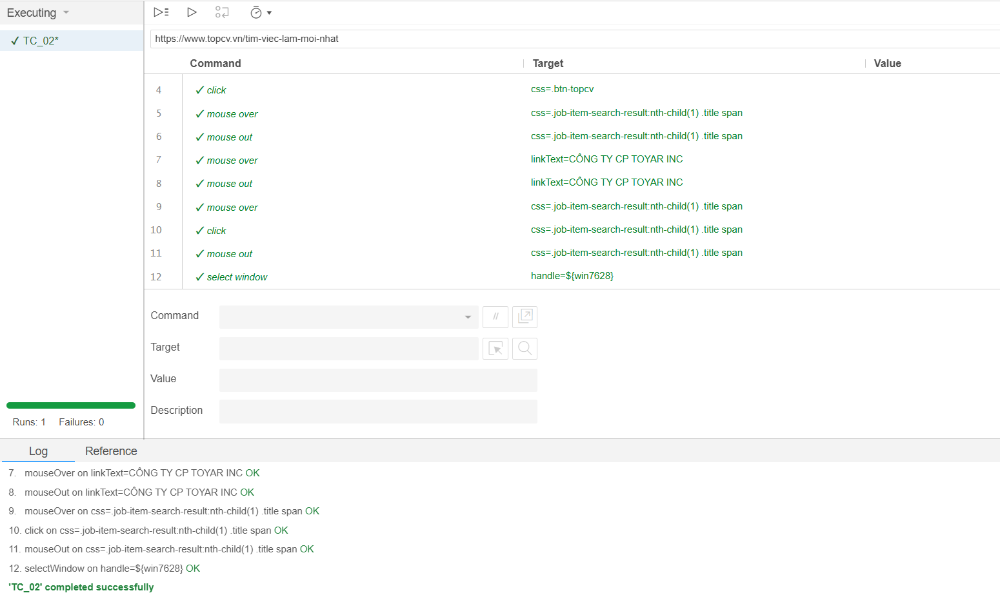 Executing
✓ TC_02*
https://www.topcv.vn/tim-viec-lam-moi-nhat
Command Target Value
4 ✓ click css=.btn-topcv
5 ✓ mouse over css=.job-item-search-result:nth-child(1) .title span
6 ✓ mouse out css=.job-item-search-result:nth-child(1) .title span
7 ✓ mouse over linkText=CÔNG TY CP TOYAR INC
8 ✓ mouse out linkText=CÔNG TY CP TOYAR INC
9 ✓ mouse over css=.job-item-search-result:nth-child(1) .title span
10 ✓ click css=.job-item-search-result:nth-child(1) .title span
11 ✓ mouse out css=.job-item-search-result:nth-child(1) .title span
12 ✓ select window handle=${win7628}
Command //
Target
Value
Description
Runs: 1 Failures: 0
Log Reference
7. mouseOver on linkText=CÔNG TY CP TOYAR INC OK
8. mouseOut on linkText=CÔNG TY CP TOYAR INC OK
9. mouseOver on css=.job-item-search-result:nth-child(1) .title span OK
10. click on css=.job-item-search-result:nth-child(1) .title span OK
11. mouseOut on css=.job-item-search-result:nth-child(1) .title span OK
12. selectWindow on handle=${win7628} OK
'TC_02' completed successfully